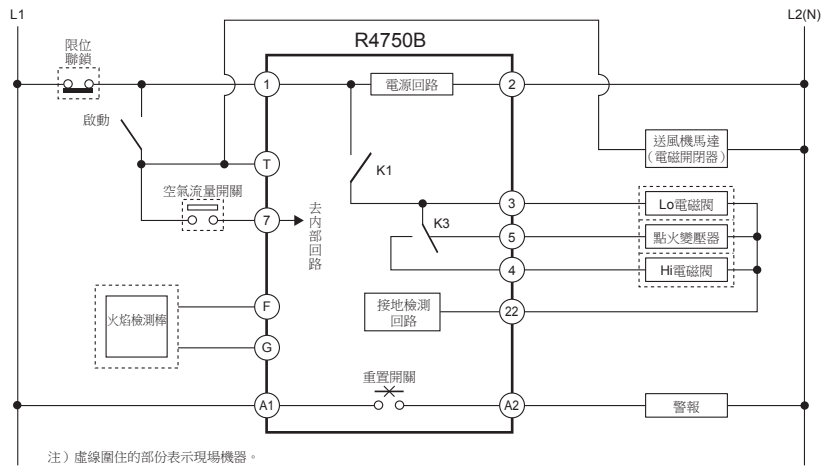 L1
L2(N)
R4750B
限位
聯鎖
1
電源回路
2
啟動
送風機馬達
（電磁開閉器）
T
K1
空氣流量開關
7
去內部回路
3
Lo電磁閥
K3
5
點火變壓器
4
Hi電磁閥
火焰檢測棒
F
接地檢測
回路
22
G
重置開關
A1
A2
警報
注）虛線圍住的部份表示現場機器。